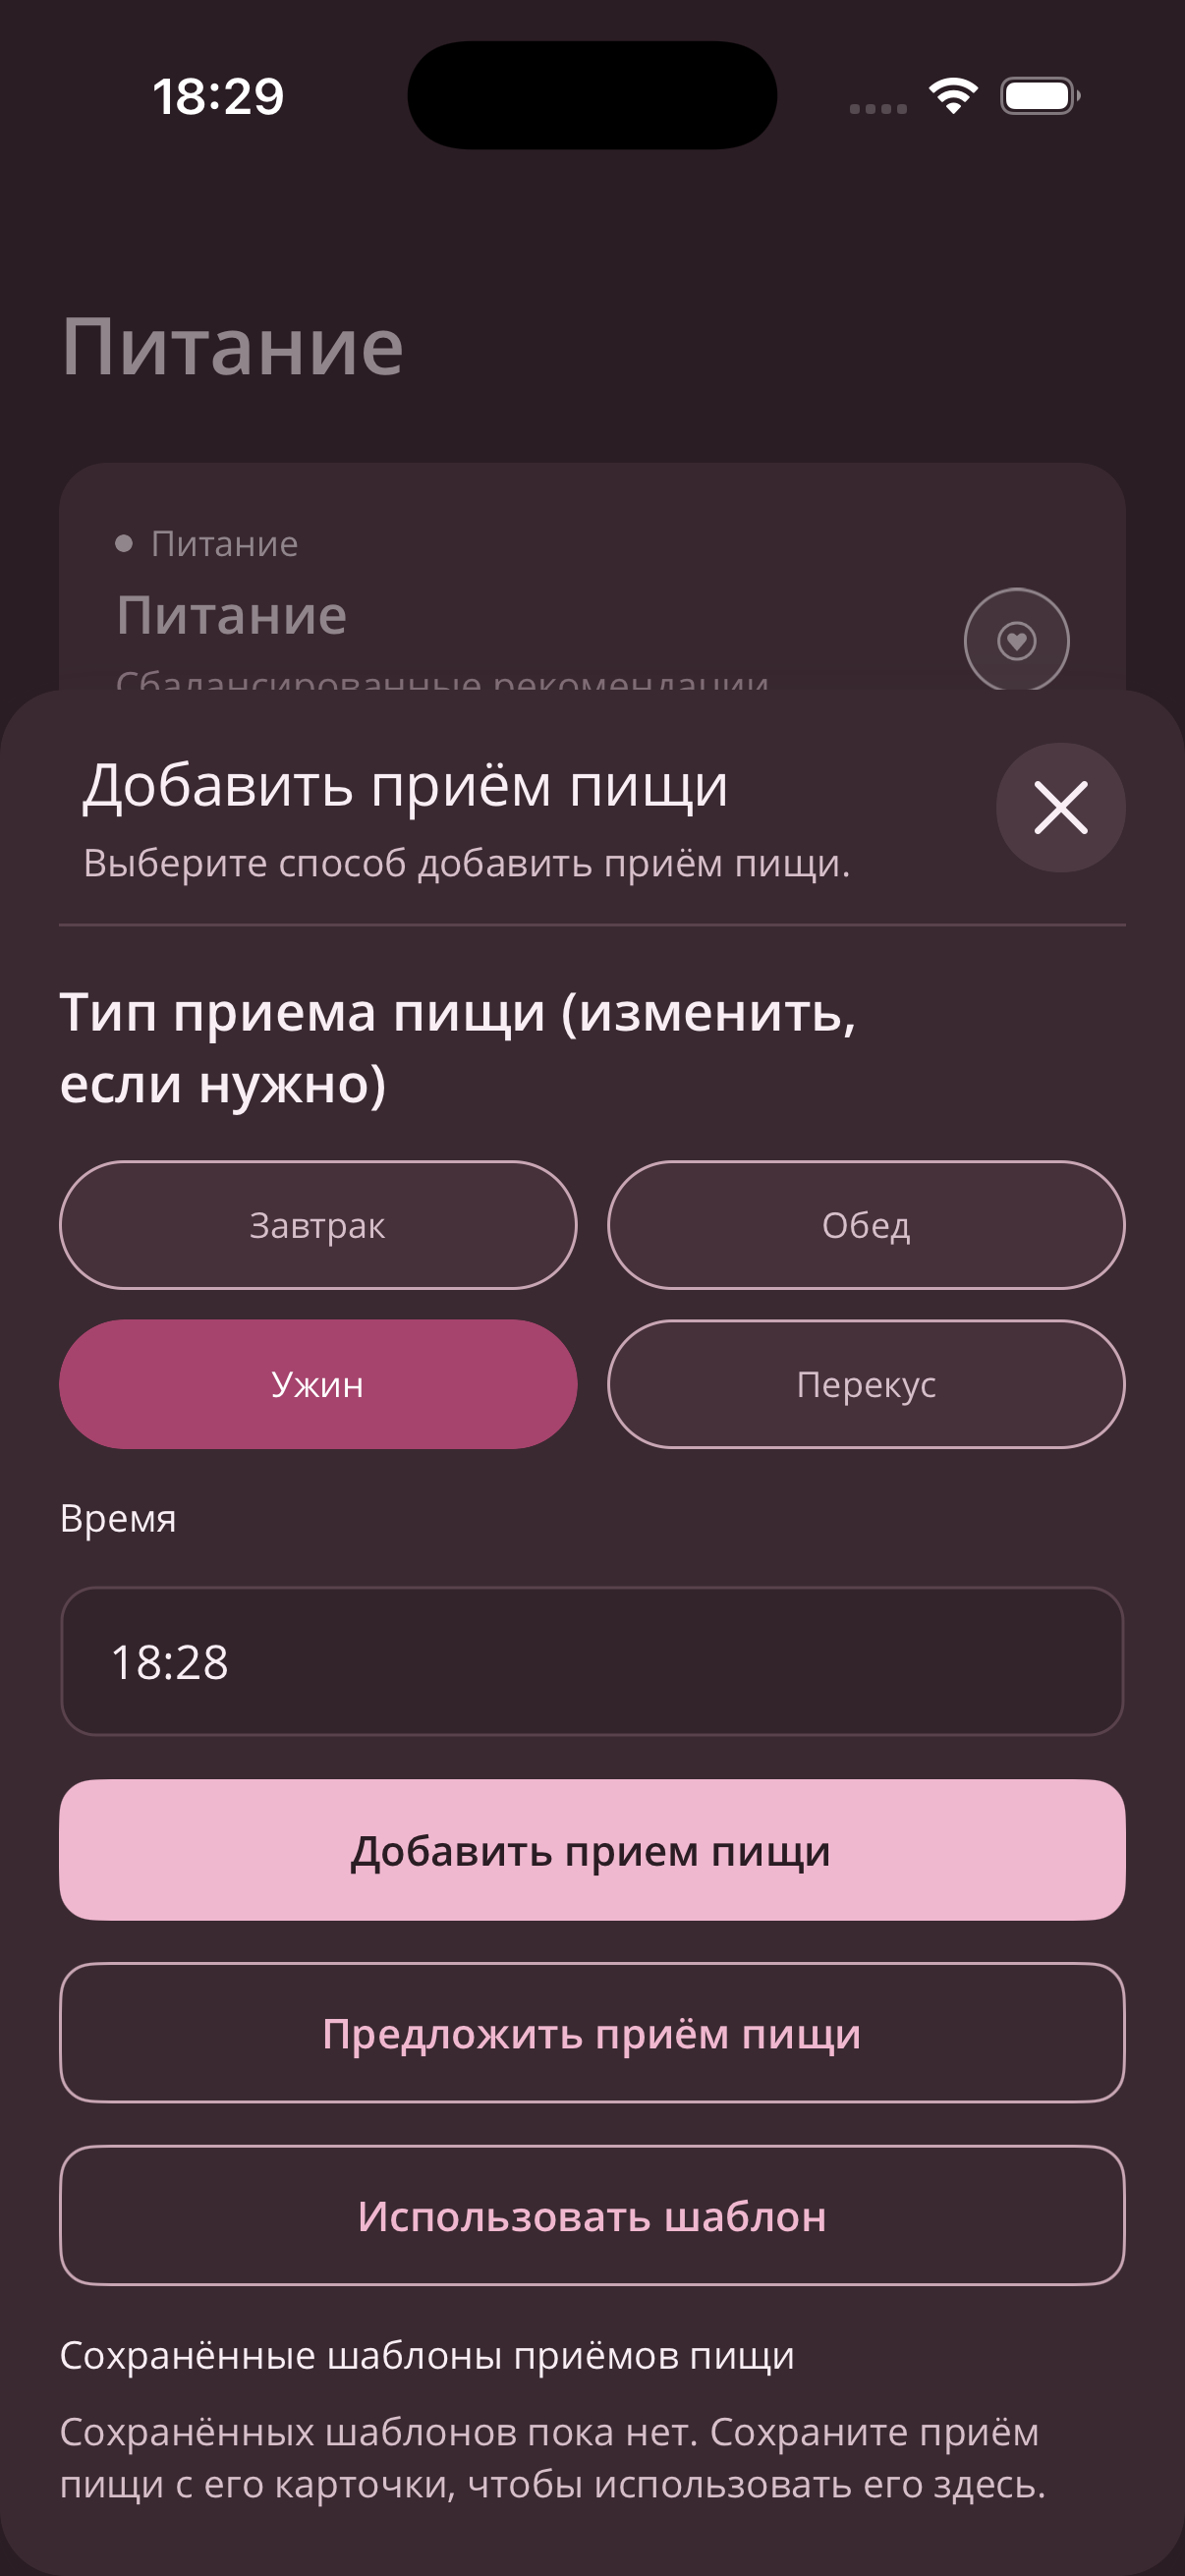 18:29
Питание
Питание
Питание
Сбалансированные рекомендации
Добавить приём пищи
Выберите способ добавить приём пищи.
Тип приема пищи (изменить,
если нужно)
Завтрак
Обед
Ужин
Перекус
Время
18:28
Добавить прием пищи
Предложить приём пищи
Использовать шаблон
Сохранённые шаблоны приёмов пищи
Сохранённых шаблонов пока нет. Сохраните приём
пищи с его карточки, чтобы использовать его здесь.